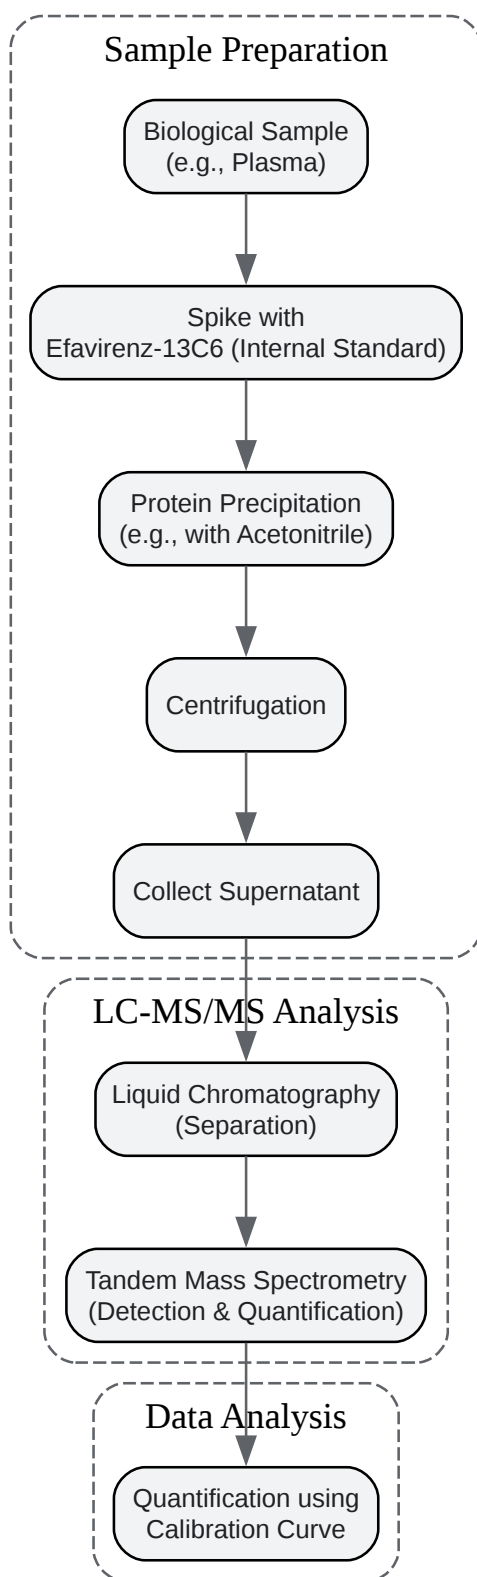 Sample Preparation
Biological Sample
(e.g., Plasma)
Spike with
Efavirenz-13C6 (Internal Standard)
Protein Precipitation
(e.g., with Acetonitrile)
Centrifugation
Collect Supernatant
LC-MS/MS Analysis
Liquid Chromatography
(Separation)
Tandem Mass Spectrometry
(Detection & Quantification)
Data Analysis
Quantification using
Calibration Curve